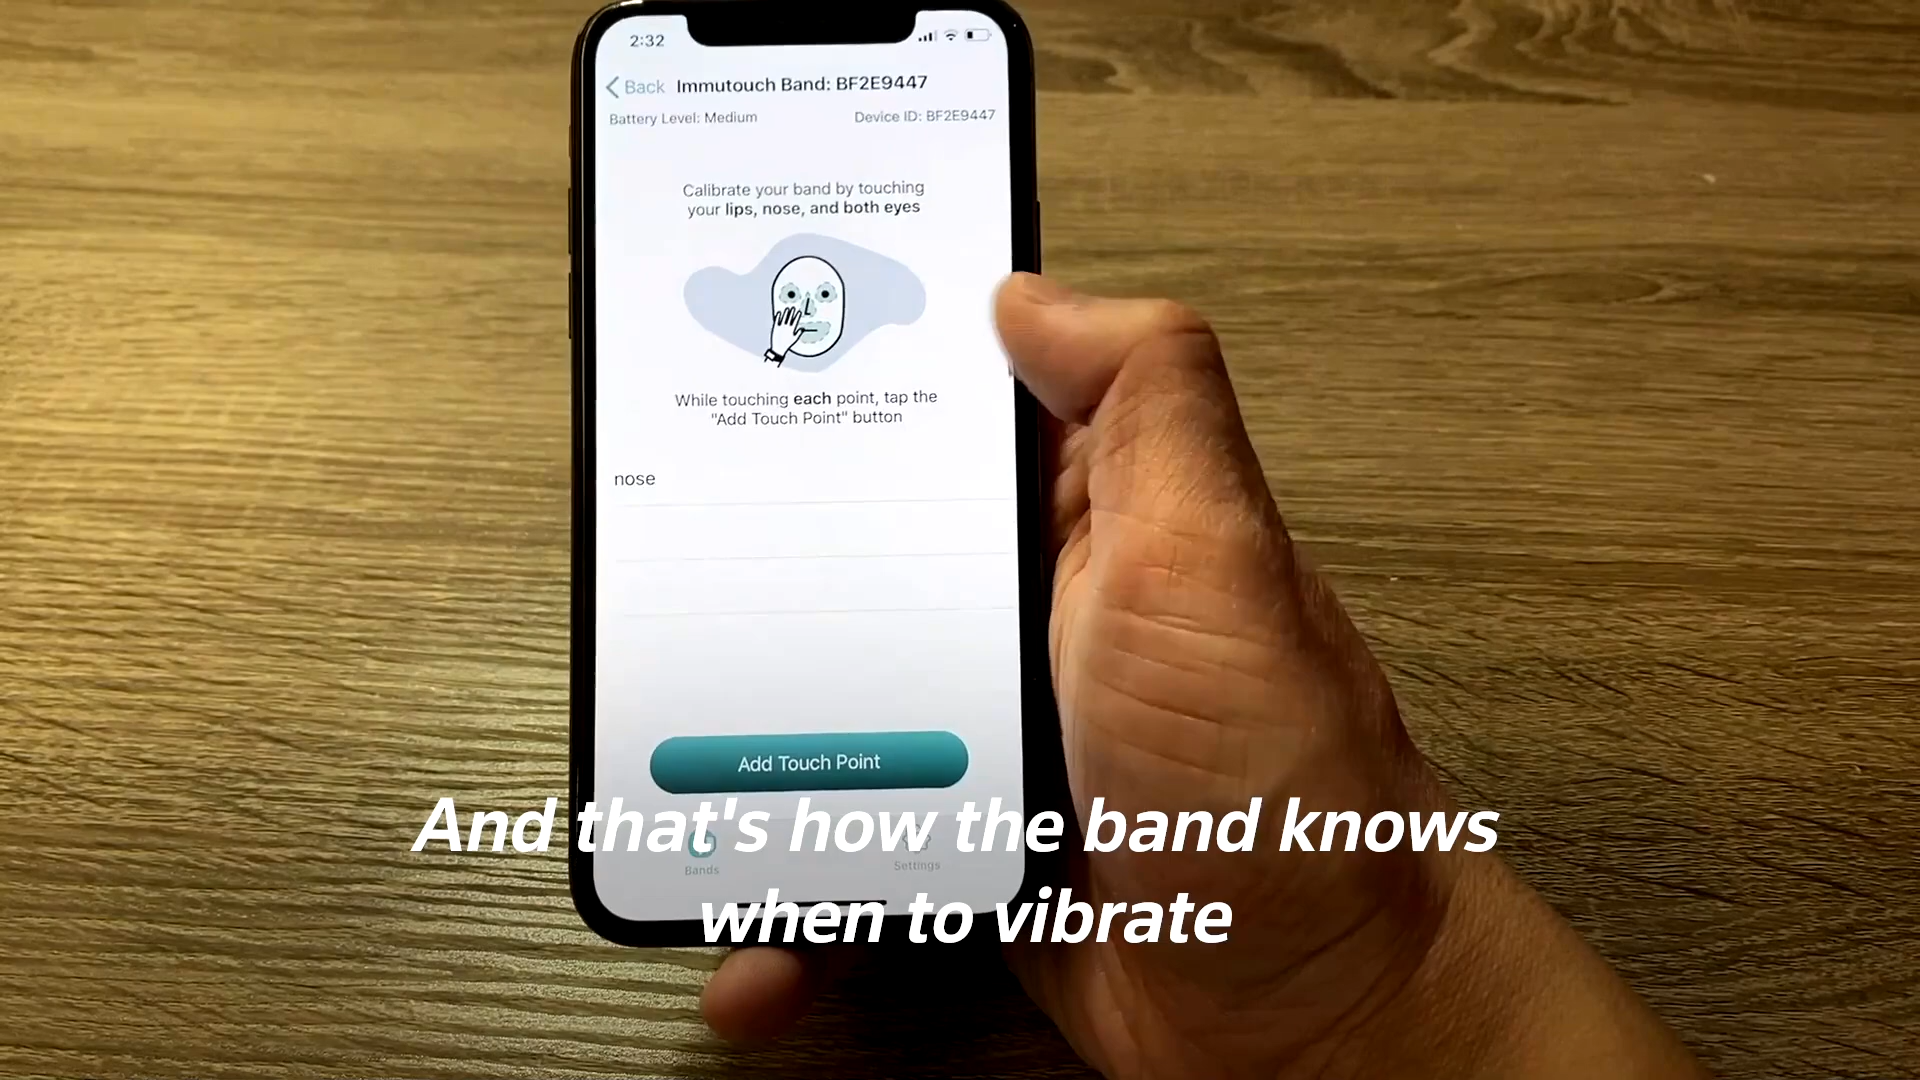 2:32
Back Immutouch Band: BF2E9447
Battery Level: Medium Device ID: BF2E9447
Calibrate your band by touching
your lips, nose, and both eyes
While touching each point, tap the
"Add Touch Point" button
nose
Add Touch Point
Bands Settings
And that's how the band knows
when to vibrate